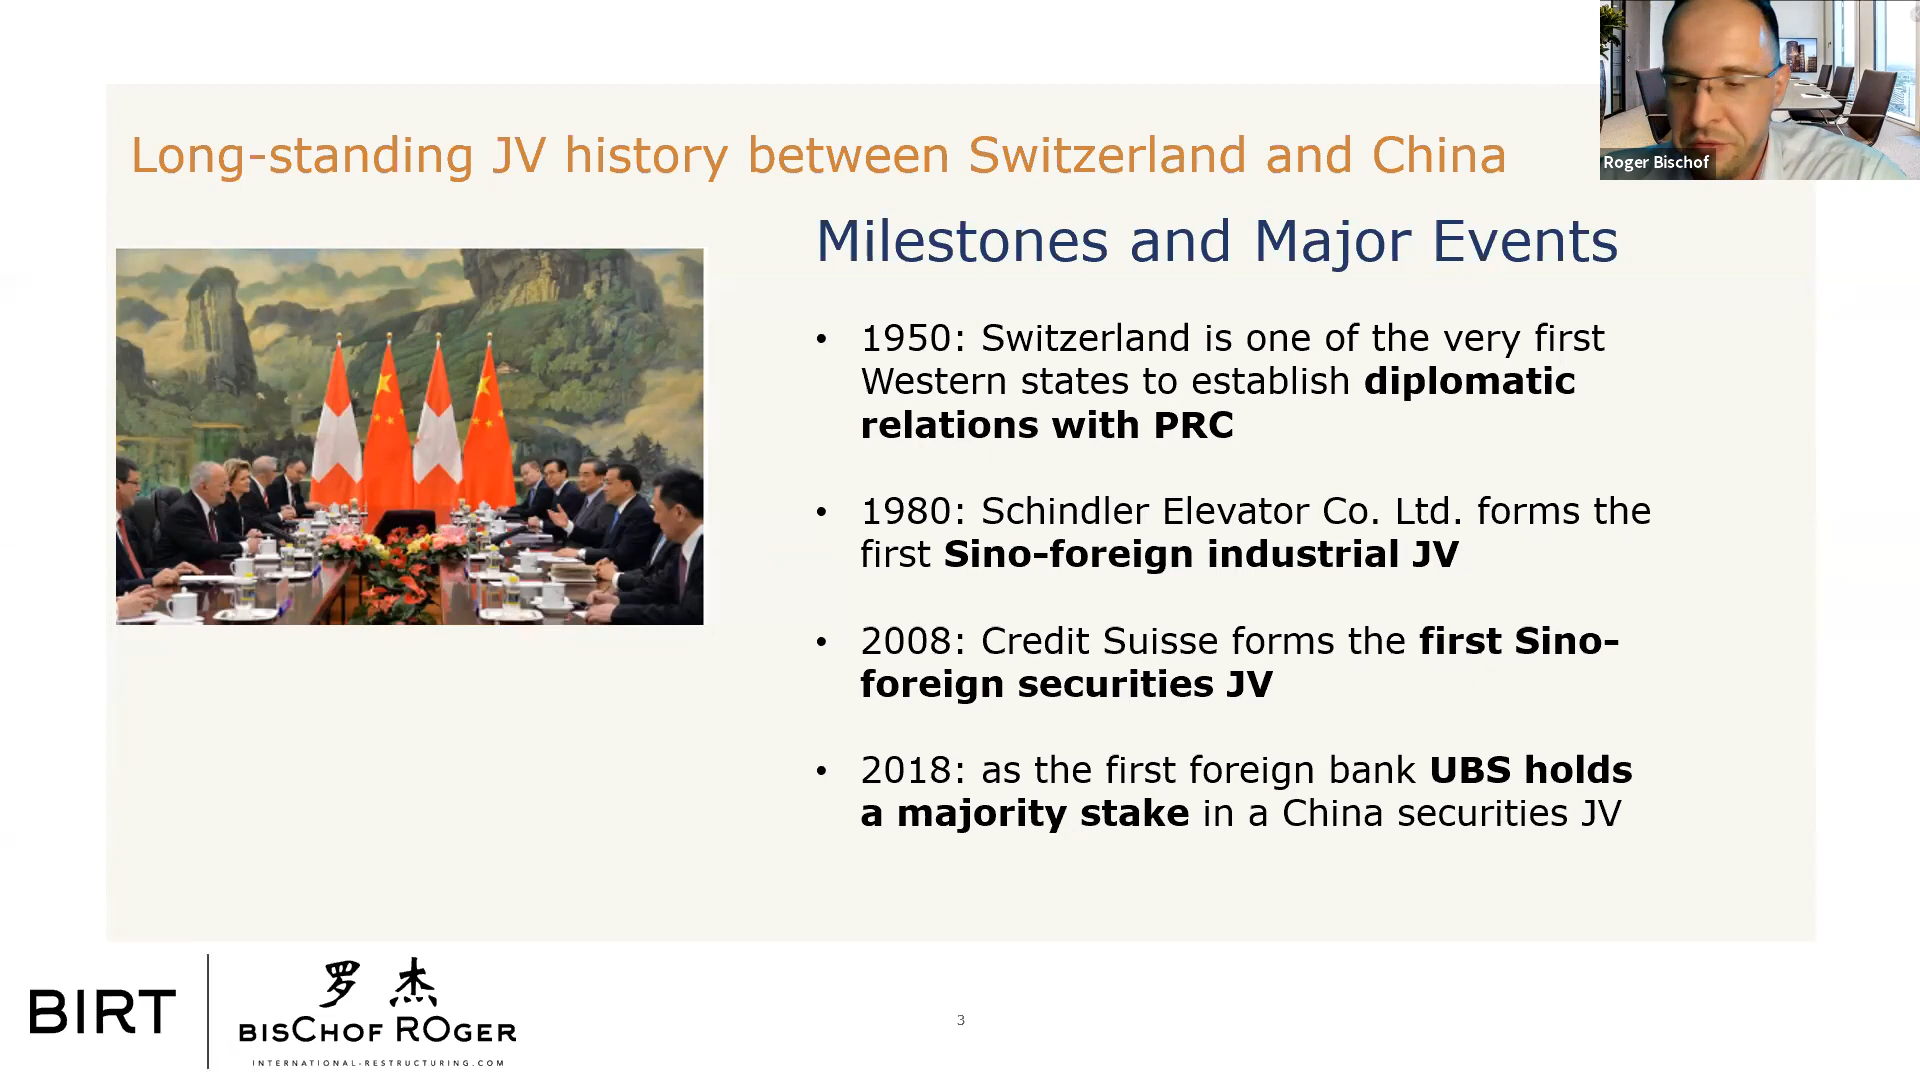 Long-standing JV history between Switzerland and China
Roger Bischof
Milestones and Major Events
• 1950: Switzerland is one of the very first
Western states to establish diplomatic
relations with PRC
• 1980: Schindler Elevator Co. Ltd. forms the
first Sino-foreign industrial JV
• 2008: Credit Suisse forms the first Sino-
foreign securities JV
• 2018: as the first foreign bank UBS holds
a majority stake in a China securities JV
BIRT
罗 杰
BISCHOF ROGER
INTERNATIONAL-RESTRUCTURING.COM
3